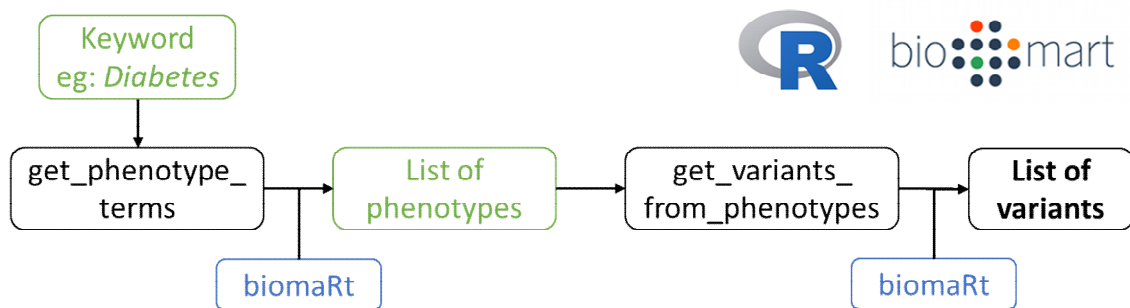 Keyword
eg: Diabetes
R
bio mart
get_phenotype_
terms
List of
phenotypes
get_variants_
from_phenotypes
List of
variants
biomaRt
biomaRt